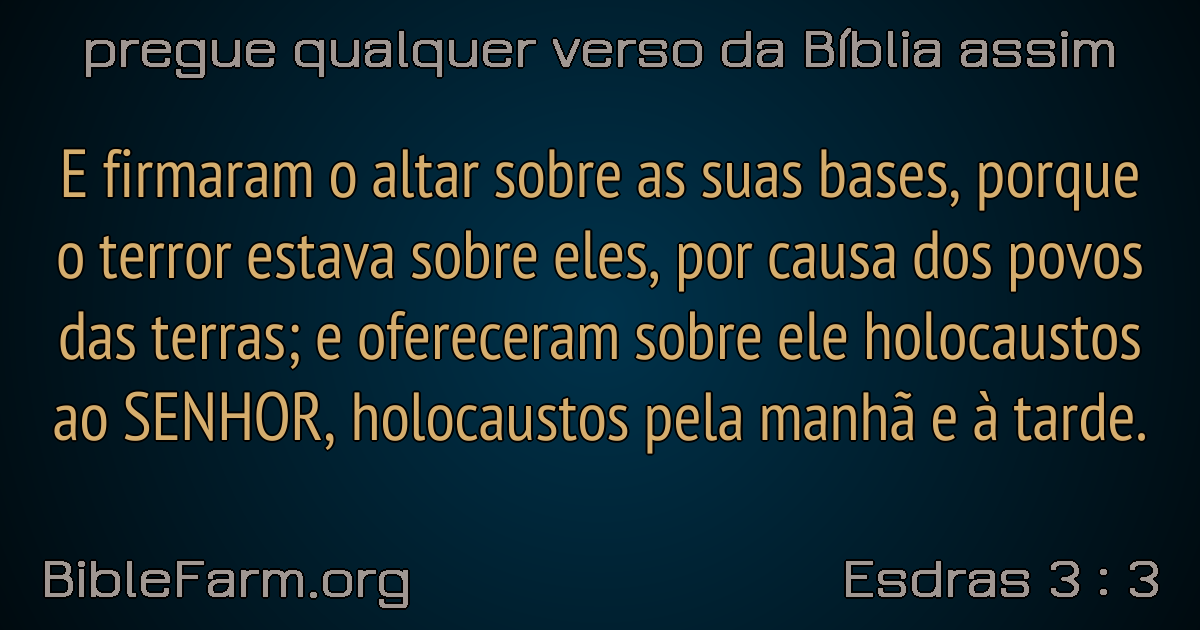 pregue qualquer verso da Bíblia assim
E firmaram o altar sobre as suas bases, porque
o terror estava sobre eles, por causa dos povos
das terras; e ofereceram sobre ele holocaustos
ao SENHOR, holocaustos pela manhã e à tarde.
BibleFarm.org
Esdras 3 : 3